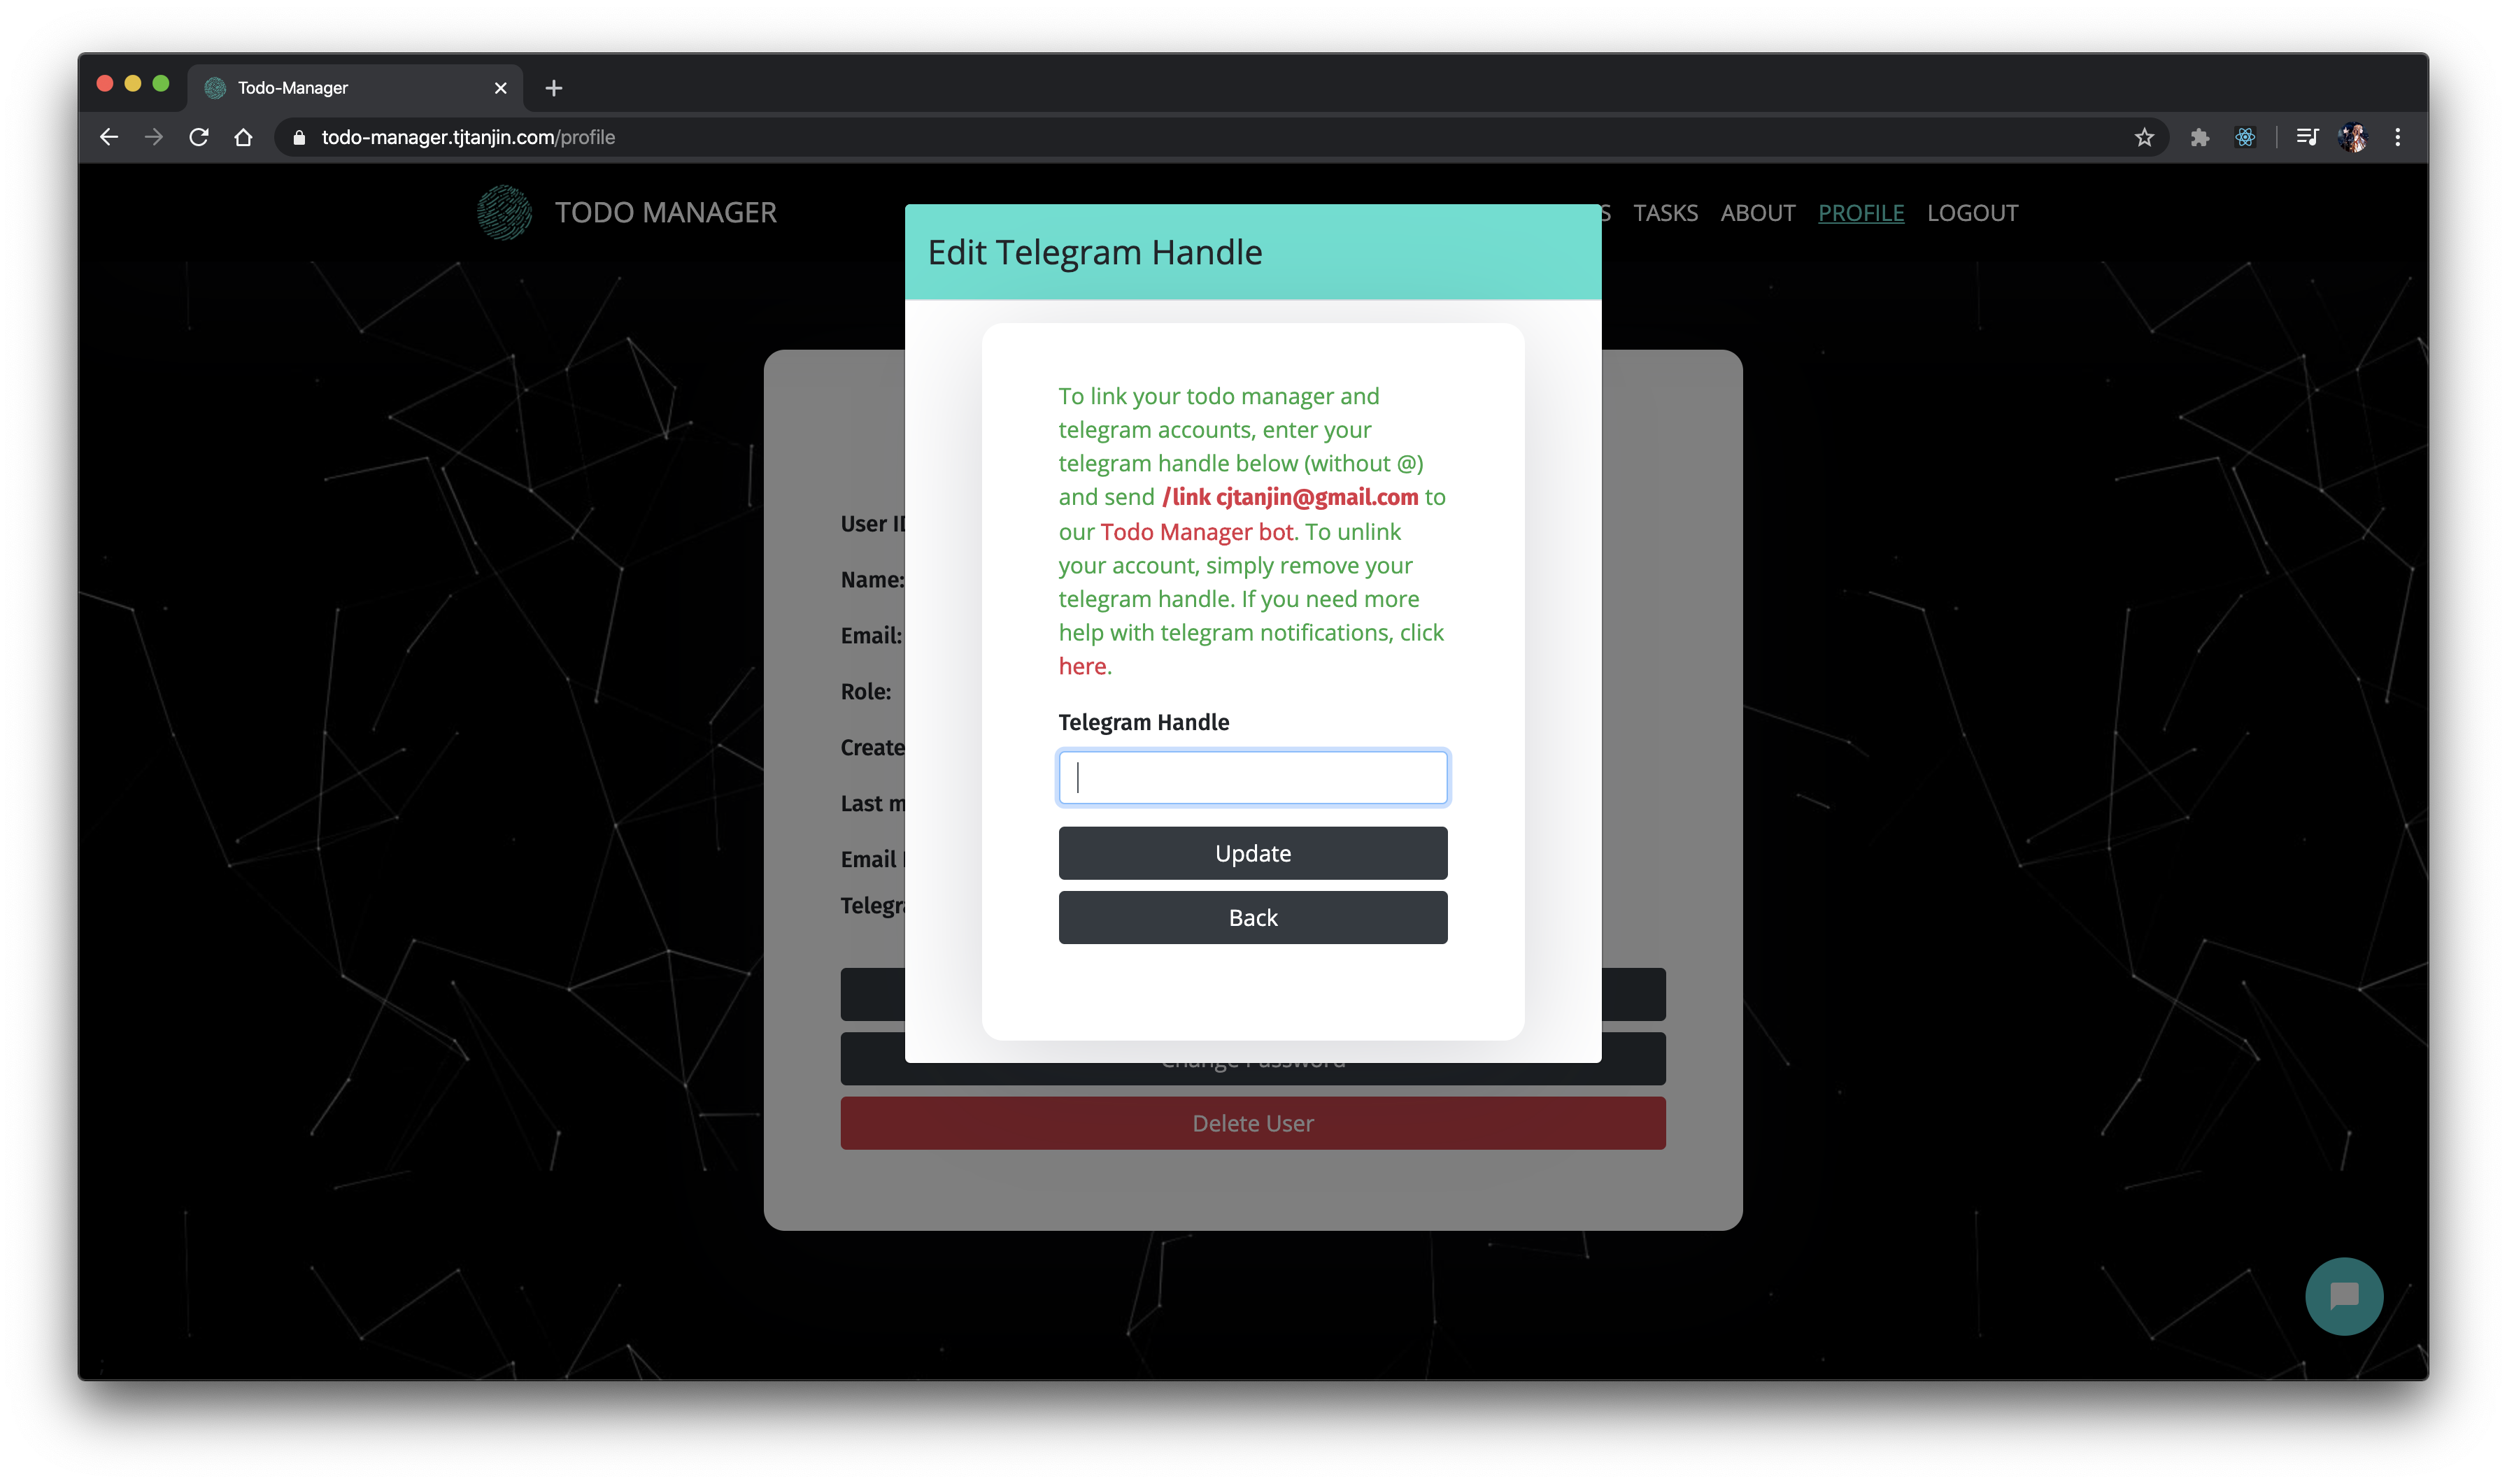 Todo-Manager
todo-manager.tjtanjin.com/profile
TODO MANAGER
S TASKS ABOUT PROFILE LOGOUT
Edit Telegram Handle
To link your todo manager and
telegram accounts, enter your
telegram handle below (without @)
and send /link cjtanjin@gmail.com to
our Todo Manager bot. To unlink
your account, simply remove your
telegram handle. If you need more
help with telegram notifications, click
here.
Telegram Handle
Update
Back
User ID
Name:
Email:
Role:
Create
Last m
Email
Telegra
Change Password
Delete User